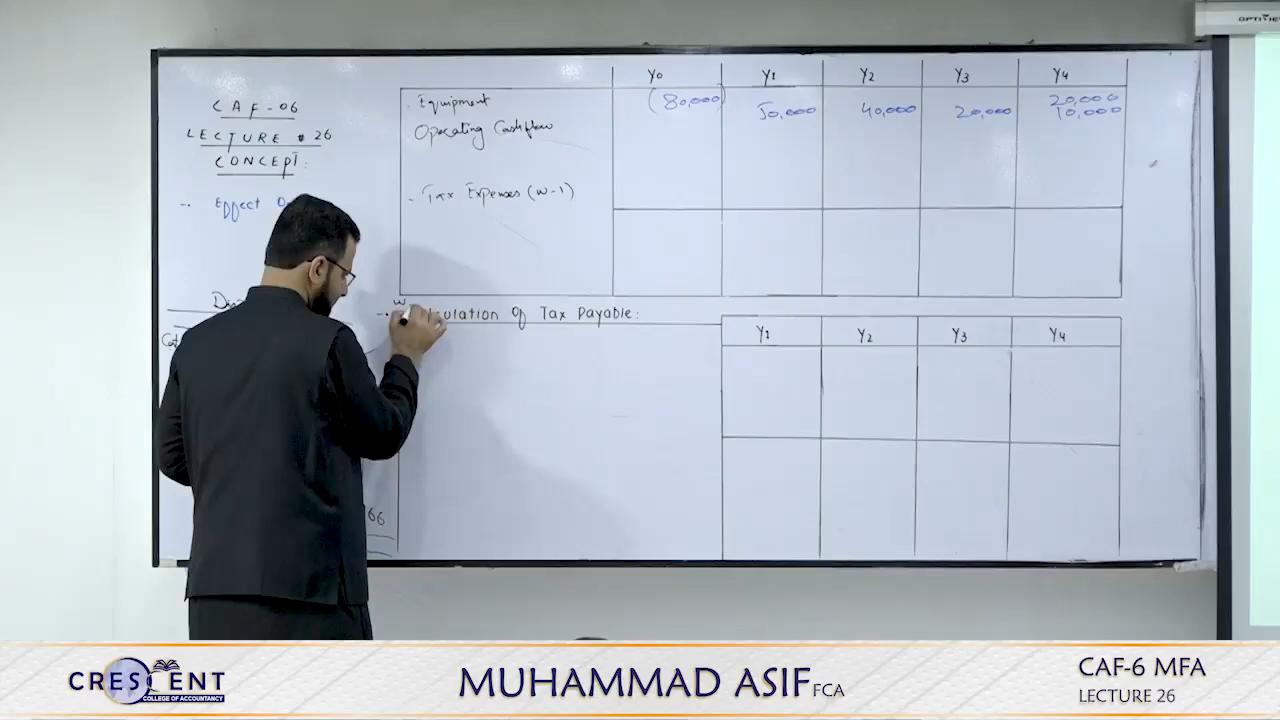 OPTIVIEW
CAF-06
LECTURE # 26
CONCEPT:
-. Effect
Y0 Y1 Y2 Y3 Y4
. Equipment (80,000) 20,000
Operating Cashflow 50,000 40,000 20,000 10,000
- Tax Expenses (W-1)
W
of Tax Payable:
Y1 Y2 Y3 Y4
66
CRESCENT
COLLEGE OF ACCOUNTANCY
MUHAMMAD ASIF FCA
CAF-6 MFA
LECTURE 26